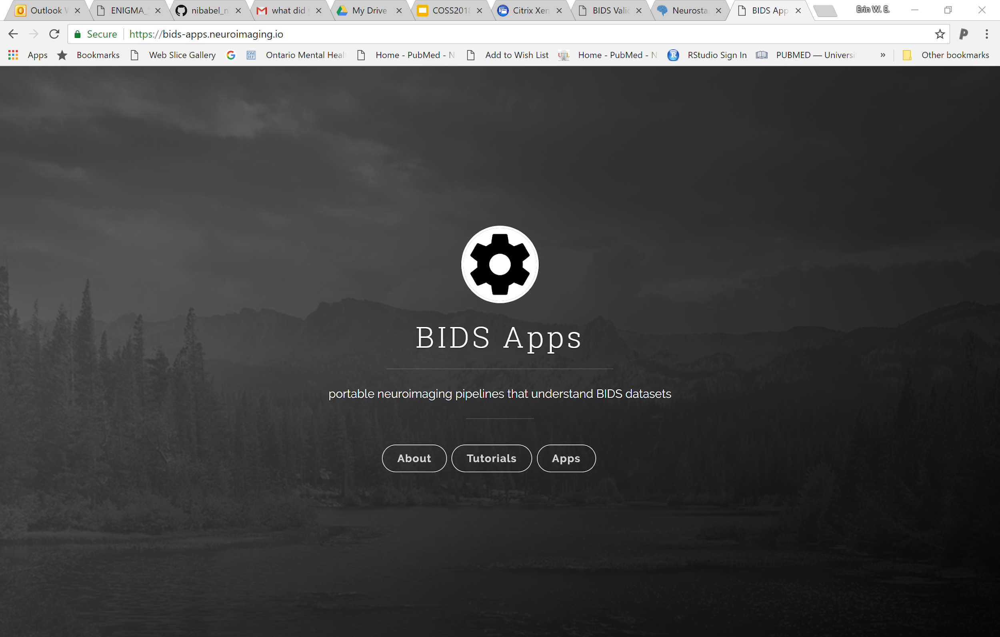 Outlook ENIGMA_ nibabel_n what did My Drive COSS2018 Citrix Xen BIDS Vali Neurosta BIDS App Erin W. E.
Secure https://bids-apps.neuroimaging.io
Apps Bookmarks Web Slice Gallery Ontario Mental Heal Home - PubMed - N Add to Wish List UTL Home - PubMed - N RStudio Sign In PUBMED — Universi » Other bookmarks
BIDS Apps
portable neuroimaging pipelines that understand BIDS datasets
About Tutorials Apps